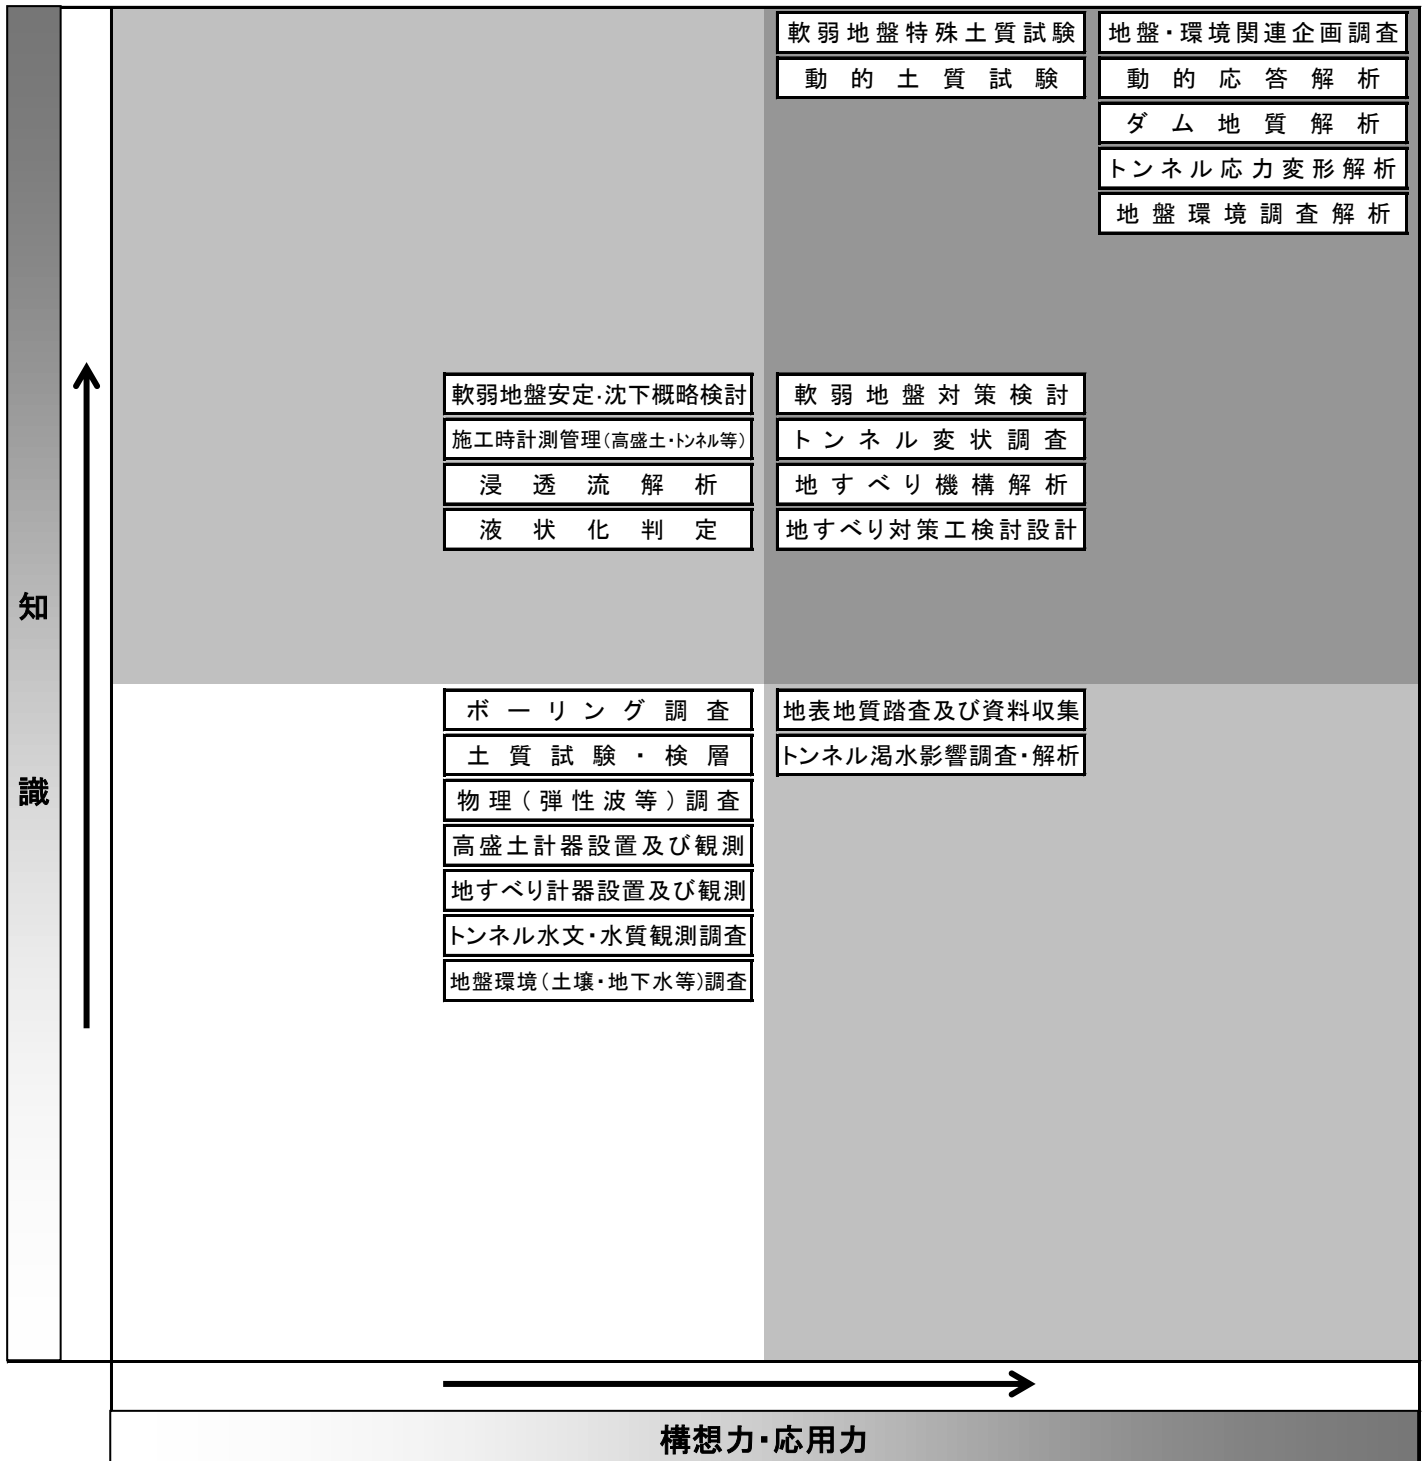 軟弱地盤特殊土質試験
地盤・環境関連企画調査
動的土質試験
動的応答解析
ダム地質解析
トンネル応力変形解析
地盤環境調査解析
軟弱地盤安定・沈下概略検討
軟弱地盤対策検討
施工時計測管理(高盛土・トンネル等)
トンネル変状調査
浸透流解析
地すべり機構解析
液状化判定
地すべり対策工検討設計
知
識
ボーリング調査
地表地質踏査及び資料収集
土質試験・検層
トンネル渇水影響調査・解析
物理(弾性波等)調査
高盛土計器設置及び観測
地すべり計器設置及び観測
トンネル水文・水質観測調査
地盤環境(土壌・地下水等)調査
構想力・応用力